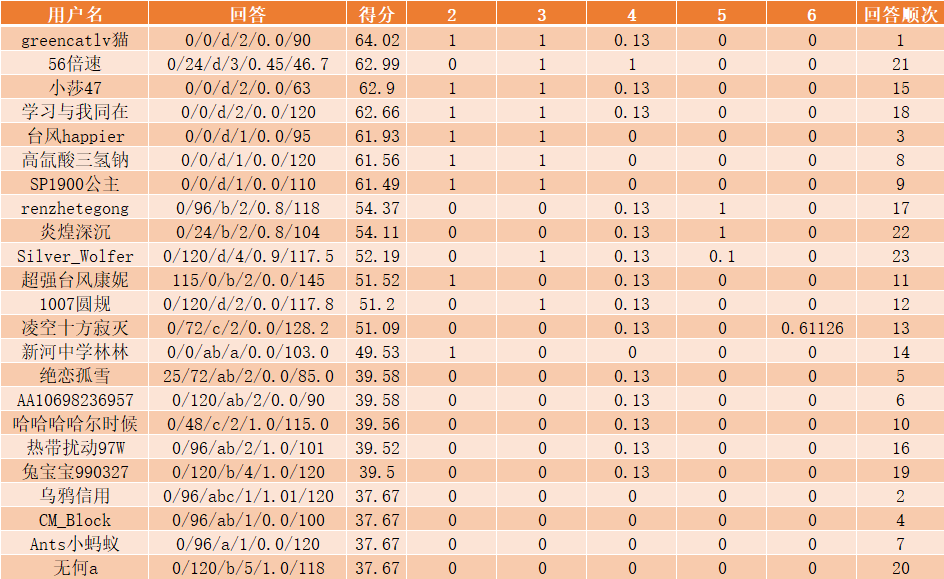 用户名 回答 得分 2 3 4 5 6 回答顺次
greencatlv猫 0/0/d/2/0.0/90 64.02 1 1 0.13 0 0 1
56倍速 0/24/d/3/0.45/46.7 62.99 0 1 1 0 0 21
小莎47 0/0/d/2/0.0/63 62.9 1 1 0.13 0 0 15
学习与我同在 0/0/d/2/0.0/120 62.66 1 1 0.13 0 0 18
台风happier 0/0/d/1/0.0/95 61.93 1 1 0 0 0 3
高氙酸三氢钠 0/0/d/1/0.0/120 61.56 1 1 0 0 0 8
SP1900公主 0/0/d/1/0.0/110 61.49 1 1 0 0 0 9
renzhetegong 0/96/b/2/0.8/118 54.37 0 0 0.13 1 0 17
炎煌深沉 0/24/b/2/0.8/104 54.11 0 0 0.13 1 0 22
Silver_Wolfer 0/120/d/4/0.9/117.5 52.19 0 1 0.13 0.1 0 23
超强台风康妮 115/0/b/2/0.0/145 51.52 1 0 0.13 0 0 11
1007圆规 0/120/d/2/0.0/117.8 51.2 0 1 0.13 0 0 12
凌空十方寂灭 0/72/c/2/0.0/128.2 51.09 0 0 0.13 0 0.61126 13
新河中学林林 0/0/ab/a/0.0/103.0 49.53 1 0 0 0 0 14
绝恋孤雪 25/72/ab/2/0.0/85.0 39.58 0 0 0.13 0 0 5
AA10698236957 0/120/ab/2/0.0/90 39.58 0 0 0.13 0 0 6
哈哈哈哈尔时候 0/48/c/2/1.0/115.0 39.56 0 0 0.13 0 0 10
热带扰动97W 0/96/ab/2/1.0/101 39.52 0 0 0.13 0 0 16
兔宝宝990327 0/120/b/4/1.0/120 39.5 0 0 0.13 0 0 19
乌鸦信用 0/96/abc/1/1.01/120 37.67 0 0 0 0 0 2
CM_Block 0/96/ab/1/0.0/100 37.67 0 0 0 0 0 4
Ants小蚂蚁 0/96/a/1/0.0/120 37.67 0 0 0 0 0 7
无何a 0/120/b/5/1.0/118 37.67 0 0 0 0 0 20